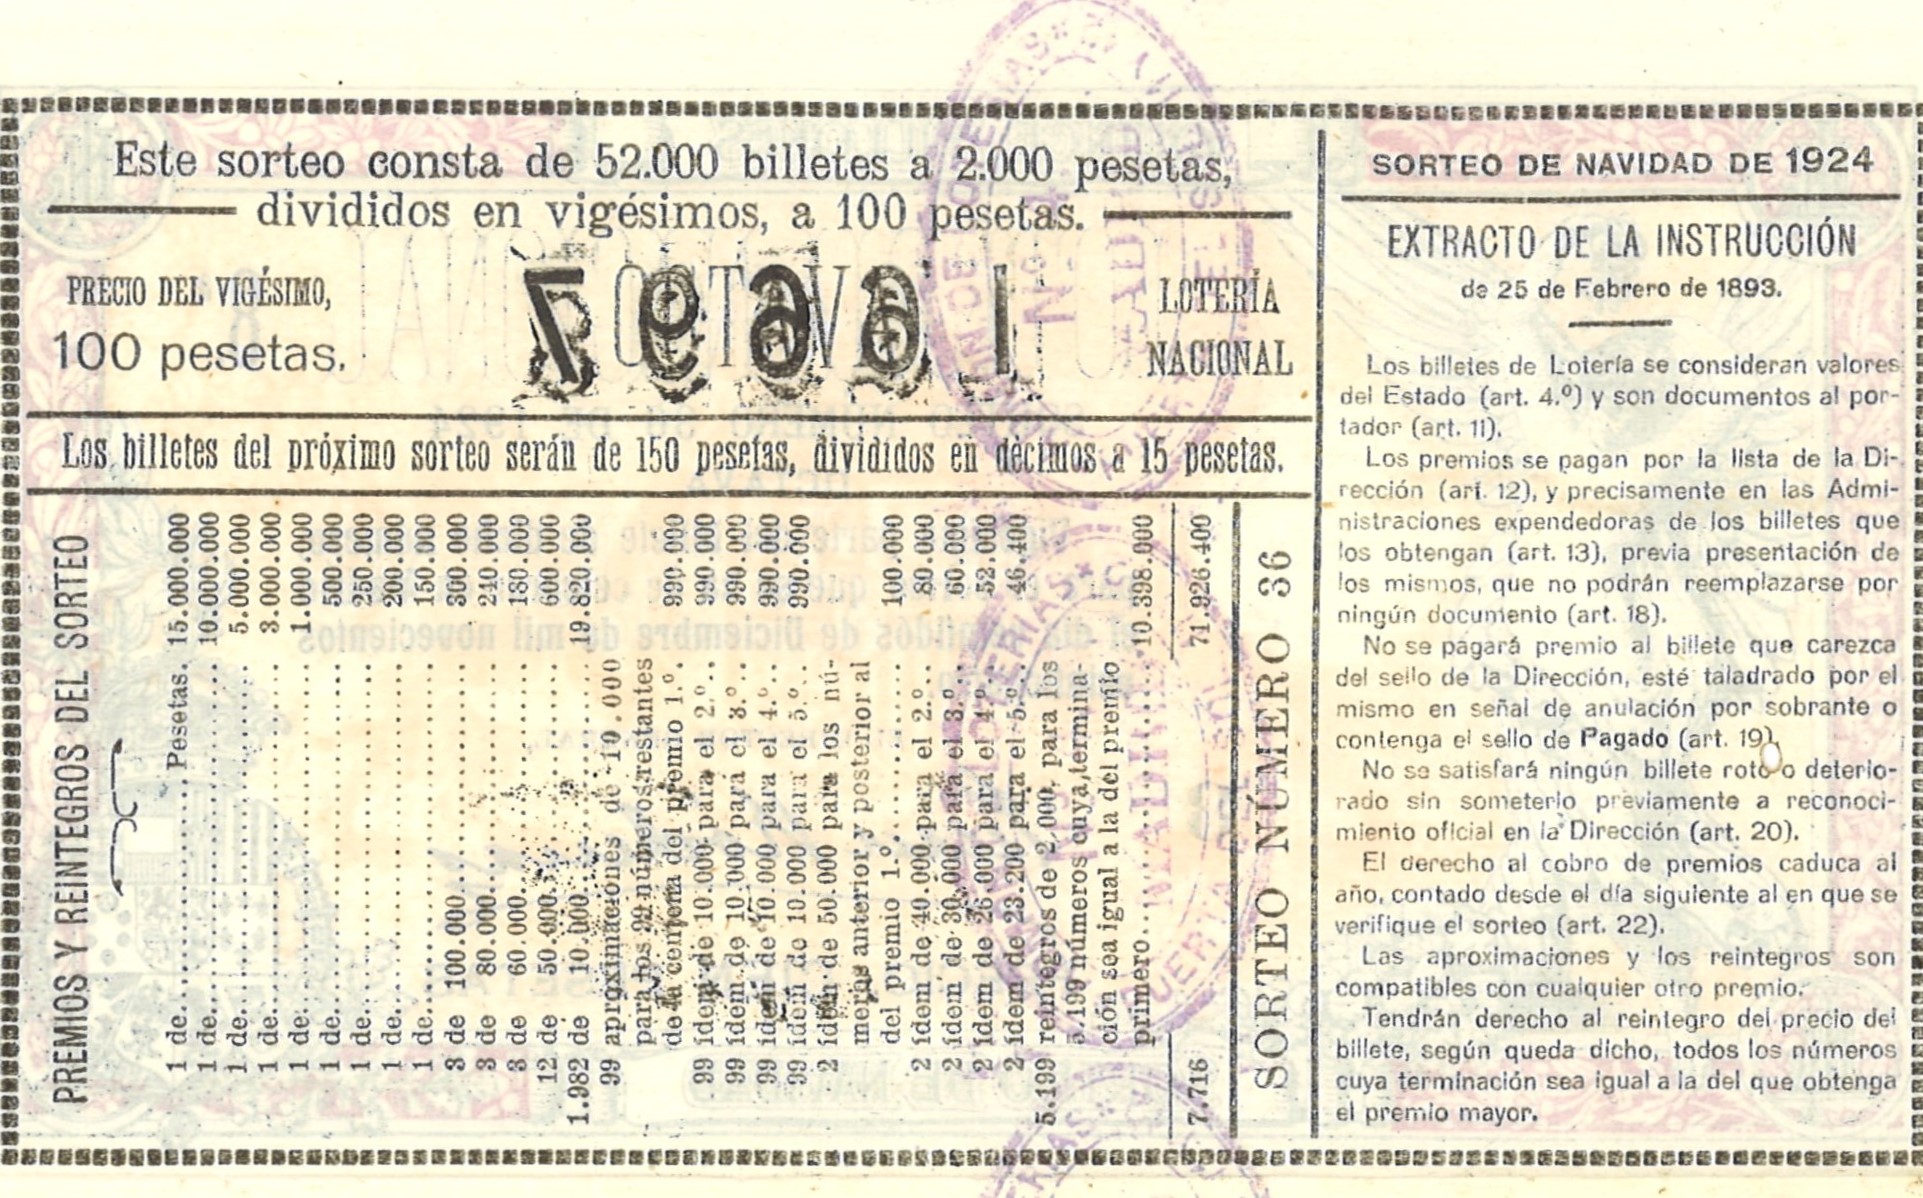 Este sorteo consta de 52.000 billetes a 2.000 pesetas,
divididos en vigésimos, a 100 pesetas.
PRECIO DEL VIGÉSIMO,
100 pesetas.
LOTERÍA
NACIONAL
Los billetes del próximo sorteo serán de 150 pesetas, divididos en décimos a 15 pesetas.
PREMIOS Y REINTEGROS DEL SORTEO
1 de............Pesetas. 15.000.000
1 de............ 10.000.000
1 de............ 5.000.000
1 de............ 3.000.000
1 de............ 1.000.000
1 de............ 500.000
1 de............ 250.000
1 de............ 200.000
1 de............ 150.000
3 de 100.000............ 300.000
3 de 80.000............ 240.000
3 de 60.000............ 180.000
12 de 50.000............ 600.000
1.982 de 10.000............ 19.820.000
99 aproximaciones de 10.000
para los 99 números restantes
de la centena del premio 1.º. 990.000
99 ídem de 10.000 para el 2.º.. 990.000
99 ídem de 10.000 para el 3.º... 990.000
99 ídem de 10.000 para el 4.º.. 990.000
99 ídem de 10.000 para el 5.º.. 990.000
2 ídem de 50.000 para los nú-
meros anterior y posterior al
del premio 1.º............ 100.000
2 ídem de 40.000 para el 2.º.. 80.000
2 ídem de 30.000 para el 3.º.. 60.000
2 ídem de 26.000 para el 4.º.. 52.000
2 ídem de 23.200 para el 5.º.. 46.400
5.199 reintegros de 2.000, para los
5.199 números cuya termina-
ción sea igual a la del premio
primero............ 10.398.000
7.716 71.926.400
SORTEO NÚMERO 36
SORTEO DE NAVIDAD DE 1924
EXTRACTO DE LA INSTRUCCIÓN
de 25 de Febrero de 1893.
Los billetes de Lotería se consideran valores
del Estado (art. 4.º) y son documentos al por-
tador (art. 11).
Los premios se pagan por la lista de la Di-
rección (art. 12), y precisamente en las Admi-
nistraciones expendedoras de los billetes que
los obtengan (art. 13), previa presentación de
los mismos, que no podrán reemplazarse por
ningún documento (art. 18).
No se pagará premio al billete que carezca
del sello de la Dirección, esté taladrado por el
mismo en señal de anulación por sobrante o
contenga el sello de Pagado (art. 19).
No se satisfará ningún billete roto o deterio-
rado sin someterlo previamente a reconoci-
miento oficial en la Dirección (art. 20).
El derecho al cobro de premios caduca al
año, contado desde el día siguiente al en que se
verifique el sorteo (art. 22).
Las aproximaciones y los reintegros son
compatibles con cualquier otro premio.
Tendrán derecho al reintegro del precio del
billete, según queda dicho, todos los números
cuya terminación sea igual a la del que obtenga
el premio mayor.